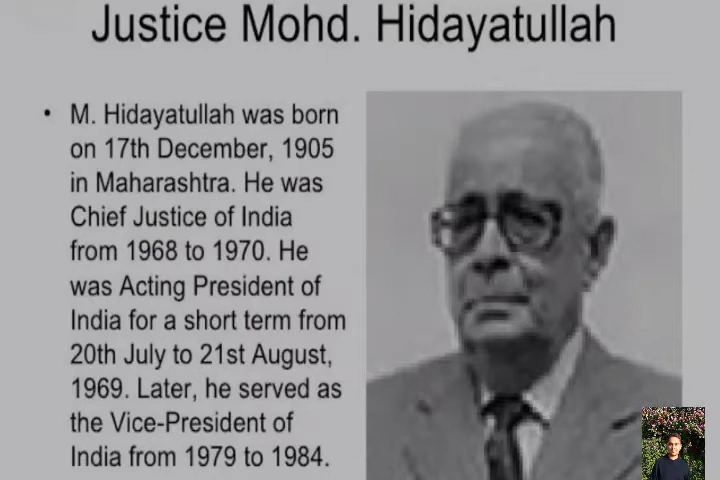 Justice Mohd. Hidayatullah
• M. Hidayatullah was born
on 17th December, 1905
in Maharashtra. He was
Chief Justice of India
from 1968 to 1970. He
was Acting President of
India for a short term from
20th July to 21st August,
1969. Later, he served as
the Vice-President of
India from 1979 to 1984.